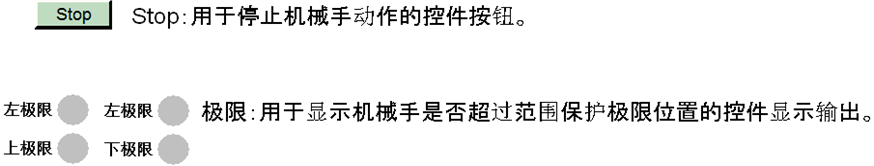 Stop Stop：用于停止机械手动作的控件按钮。
左极限 左极限 极限：用于显示机械手是否超过范围保护极限位置的控件显示输出。
上极限 下极限